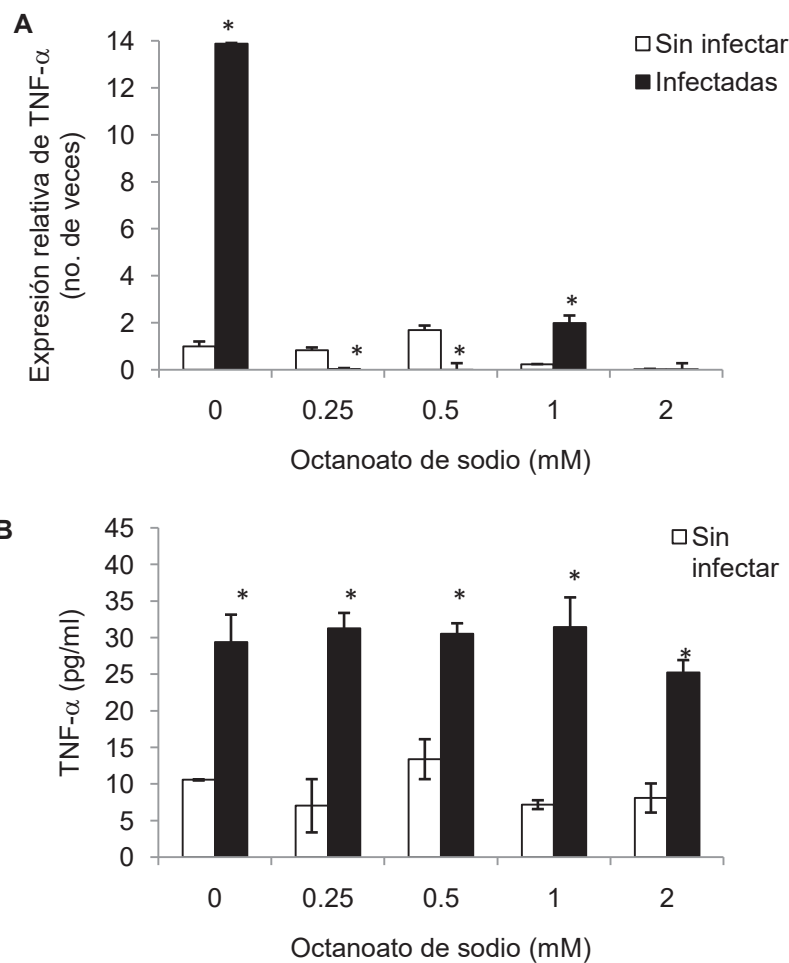 A
Expresión relativa de TNF-α
(no. de veces)
14
12
10
8
6
4
2
0
*
*
*
*
Sin infectar
Infectadas
0 0.25 0.5 1 2
Octanoato de sodio (mM)
B
TNF-α (pg/ml)
45
40
35
30
25
20
15
10
5
0
*
*
*
*
*
Sin
infectar
0 0.25 0.5 1 2
Octanoato de sodio (mM)